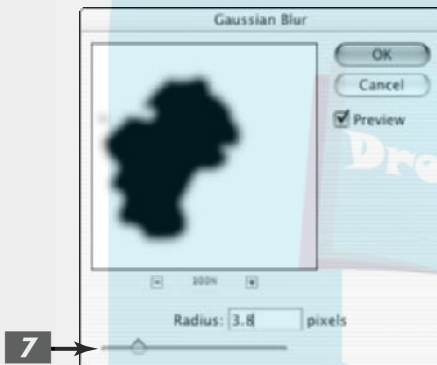 Gaussian Blur
OK
Cancel
Preview
Dre
100%
Radius: 3.8 pixels
7